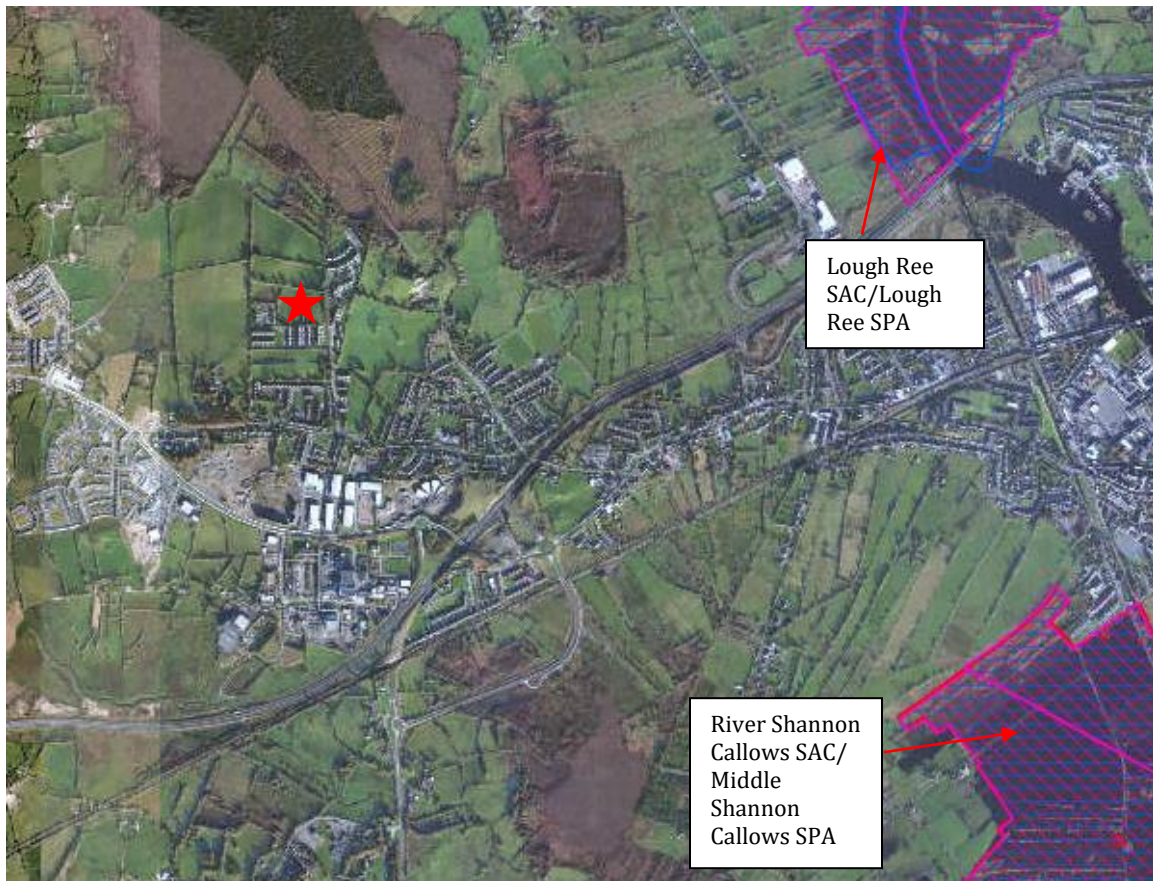 Lough Ree
SAC/Lough
Ree SPA
River Shannon
Callows SAC/
Middle
Shannon
Callows SPA